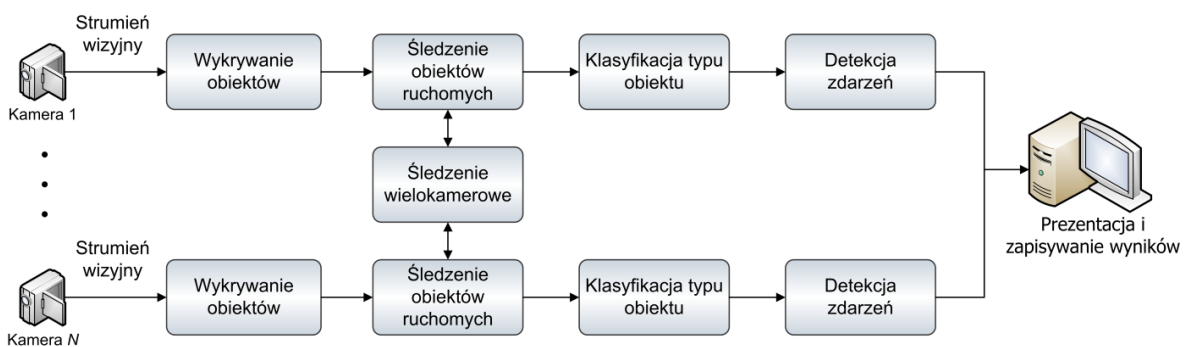 Strumień
wizyjny
Kamera 1
Wykrywanie
obiektów
Śledzenie
obiektów
ruchomych
Klasyfikacja typu
obiektu
Detekcja
zdarzeń
Śledzenie
wielokamerowe
Prezentacja i
zapisywanie wyników
Strumień
wizyjny
Kamera N
Wykrywanie
obiektów
Śledzenie
obiektów
ruchomych
Klasyfikacja typu
obiektu
Detekcja
zdarzeń